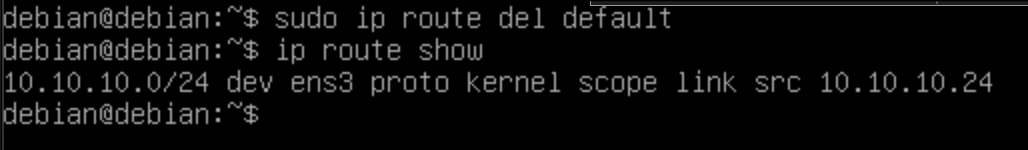 debian@debian:~$ sudo ip route del default
debian@debian:~$ ip route show
10.10.10.0/24 dev ens3 proto kernel scope link src 10.10.10.24
debian@debian:~$